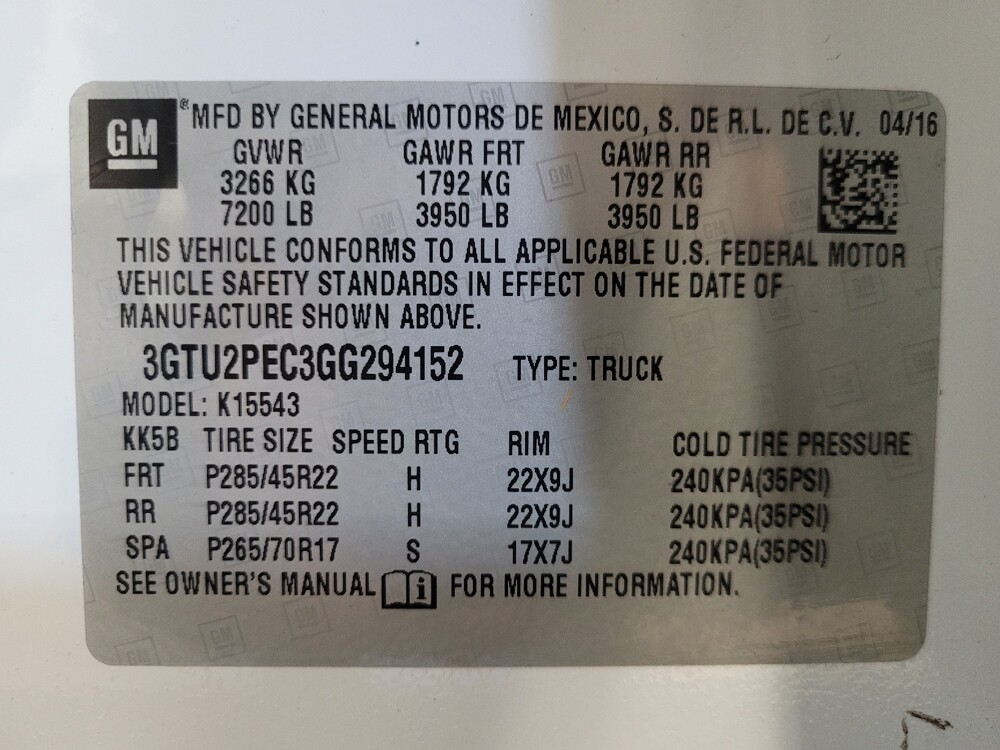 GM ® MFD BY GENERAL MOTORS DE MEXICO, S. DE R.L. DE C.V. 04/16
GVWR GAWR FRT GAWR RR
3266 KG 1792 KG 1792 KG
7200 LB 3950 LB 3950 LB
THIS VEHICLE CONFORMS TO ALL APPLICABLE U.S. FEDERAL MOTOR
VEHICLE SAFETY STANDARDS IN EFFECT ON THE DATE OF
MANUFACTURE SHOWN ABOVE.
3GTU2PEC3GG294152 TYPE: TRUCK
MODEL: K15543
KK5B TIRE SIZE SPEED RTG RIM COLD TIRE PRESSURE
FRT P285/45R22 H 22X9J 240KPA(35PSI)
RR P285/45R22 H 22X9J 240KPA(35PSI)
SPA P265/70R17 S 17X7J 240KPA(35PSI)
SEE OWNER'S MANUAL i FOR MORE INFORMATION.